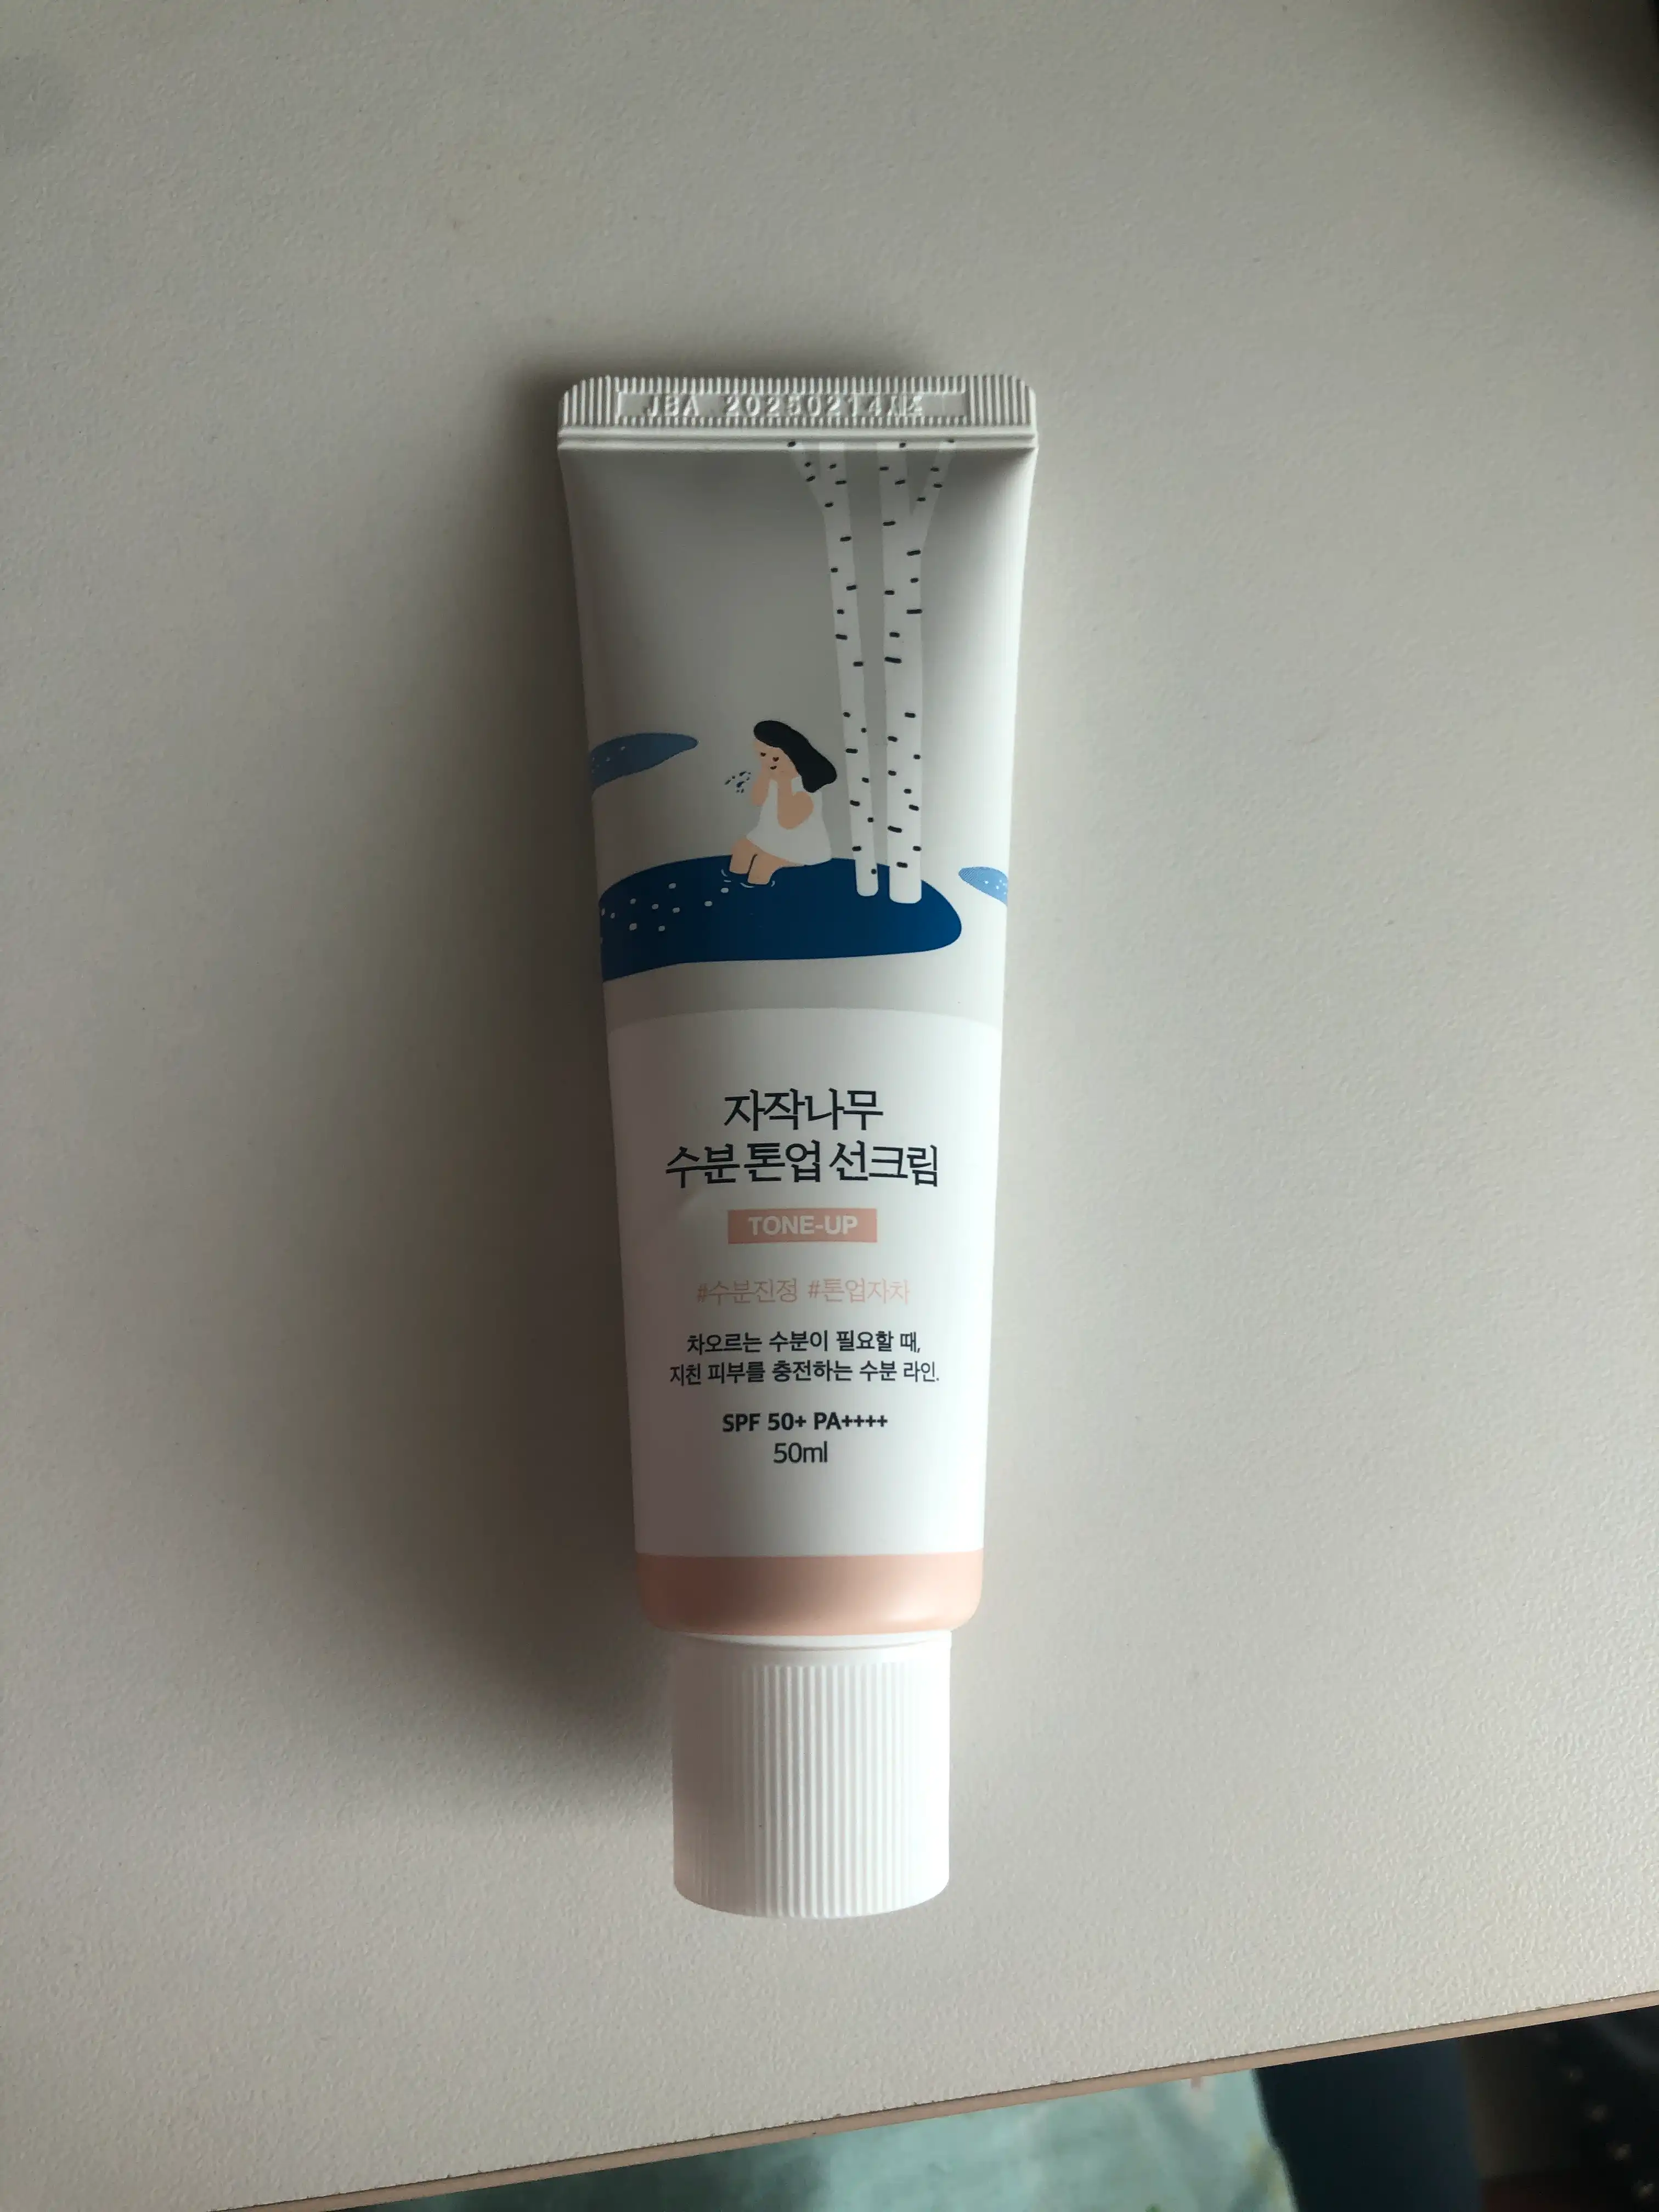 JBA 20250214
자작나무
수분 톤업 선크림
TONE-UP
#수분진정 #톤업자차
차오르는 수분이 필요할 때,
지친 피부를 충전하는 수분 라인.
SPF 50+ PA++++
50ml